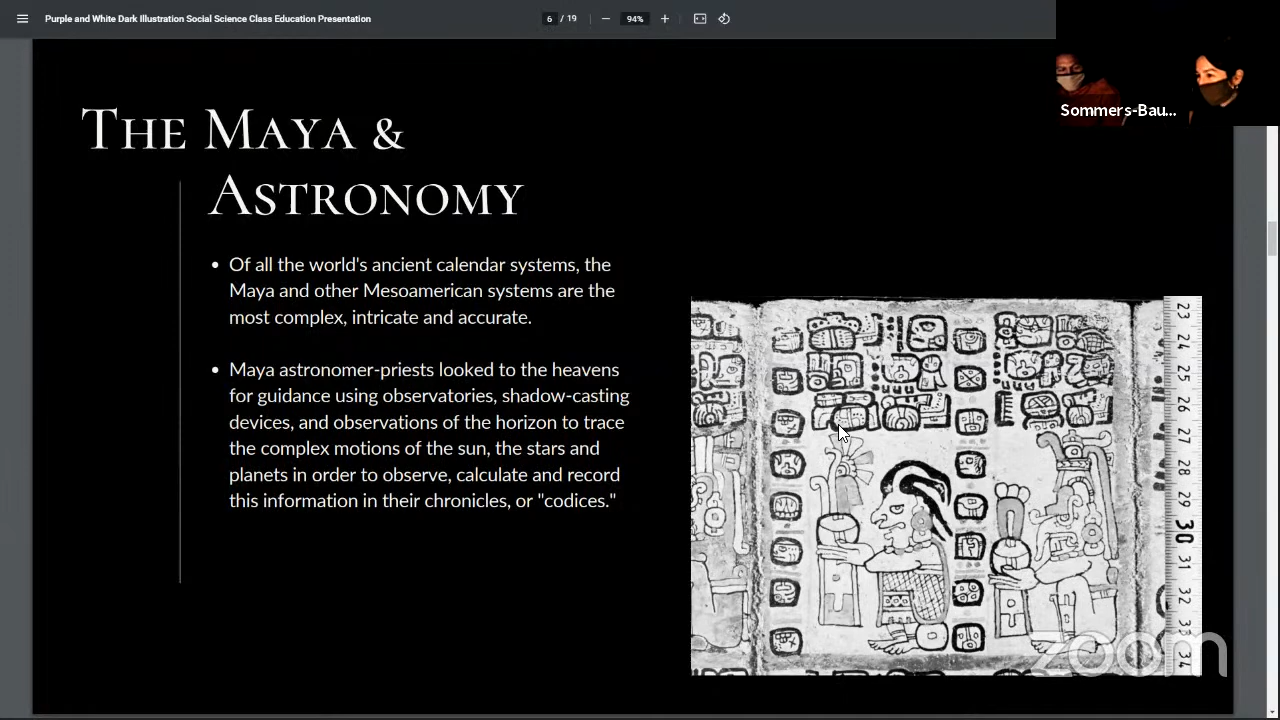 Purple and White Dark Illustration Social Science Class Education Presentation
6 / 19
94%
Sommers-Bau...
THE MAYA &
ASTRONOMY
• Of all the world's ancient calendar systems, the
Maya and other Mesoamerican systems are the
most complex, intricate and accurate.
• Maya astronomer-priests looked to the heavens
for guidance using observatories, shadow-casting
devices, and observations of the horizon to trace
the complex motions of the sun, the stars and
planets in order to observe, calculate and record
this information in their chronicles, or "codices."
23
24
25
26
27
28
29
30
31
32
33
34
zoom